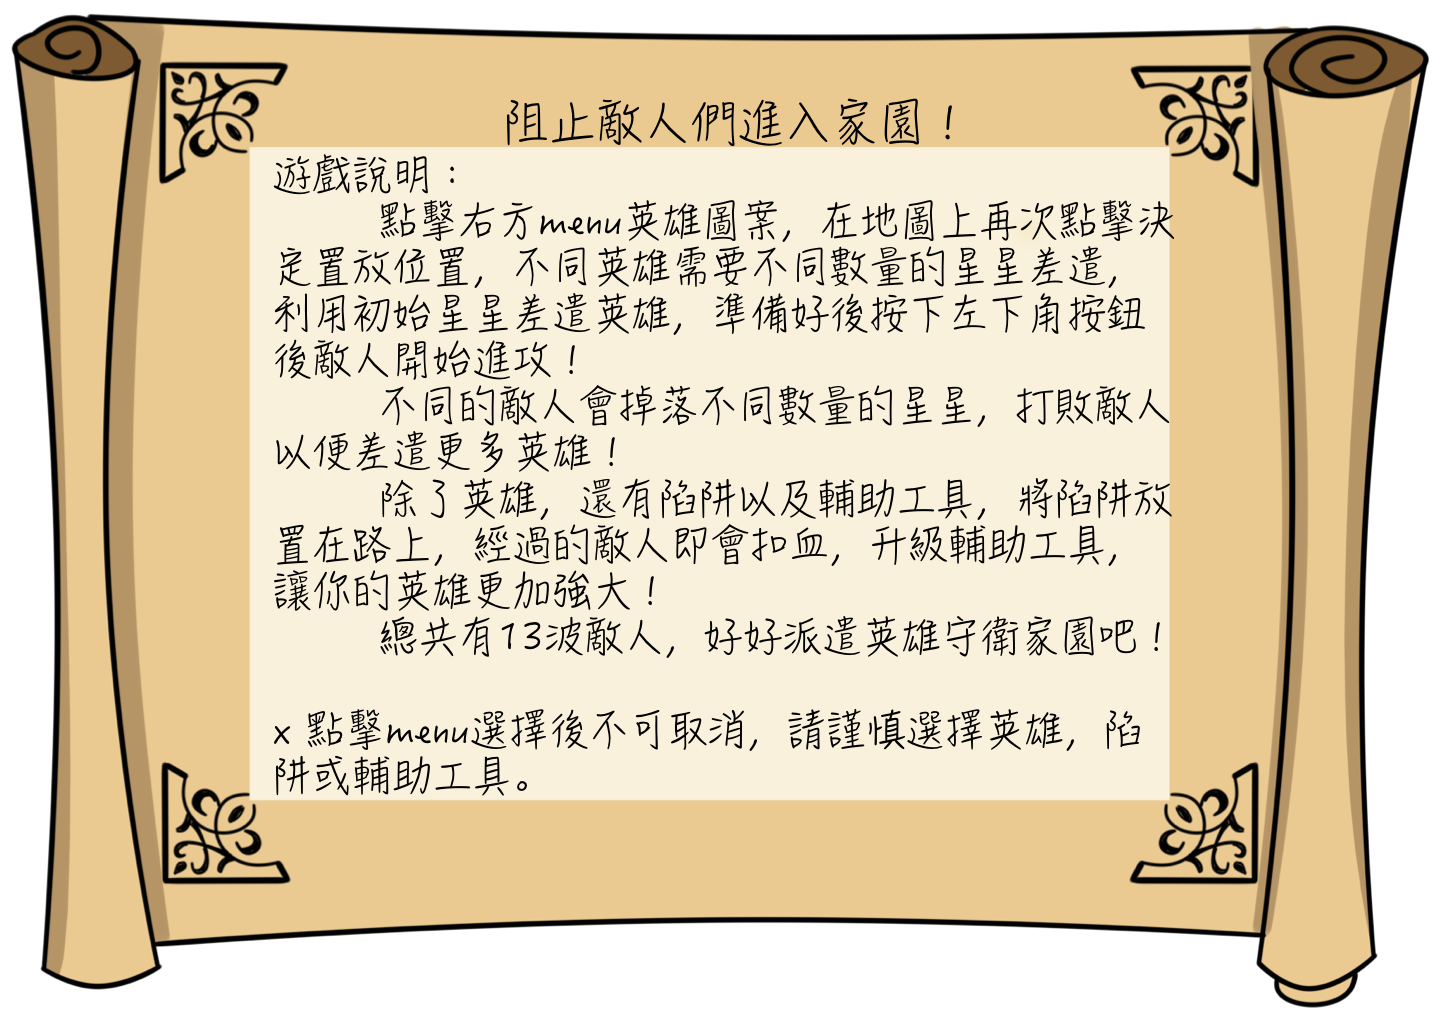 阻止敵人們進入家園！
遊戲說明：
點擊右方menu英雄圖案，在地圖上再次點擊決
定置放位置，不同英雄需要不同數量的星星差遣，
利用初始星星差遣英雄，準備好後按下左下角按鈕
後敵人開始進攻！
不同的敵人會掉落不同數量的星星，打敗敵人
以便差遣更多英雄！
除了英雄，還有陷阱以及輔助工具，將陷阱放
置在路上，經過的敵人即會扣血，升級輔助工具，
讓你的英雄更加強大！
總共有13波敵人，好好派遣英雄守衛家園吧！
x 點擊menu選擇後不可取消，請謹慎選擇英雄，陷
阱或輔助工具。